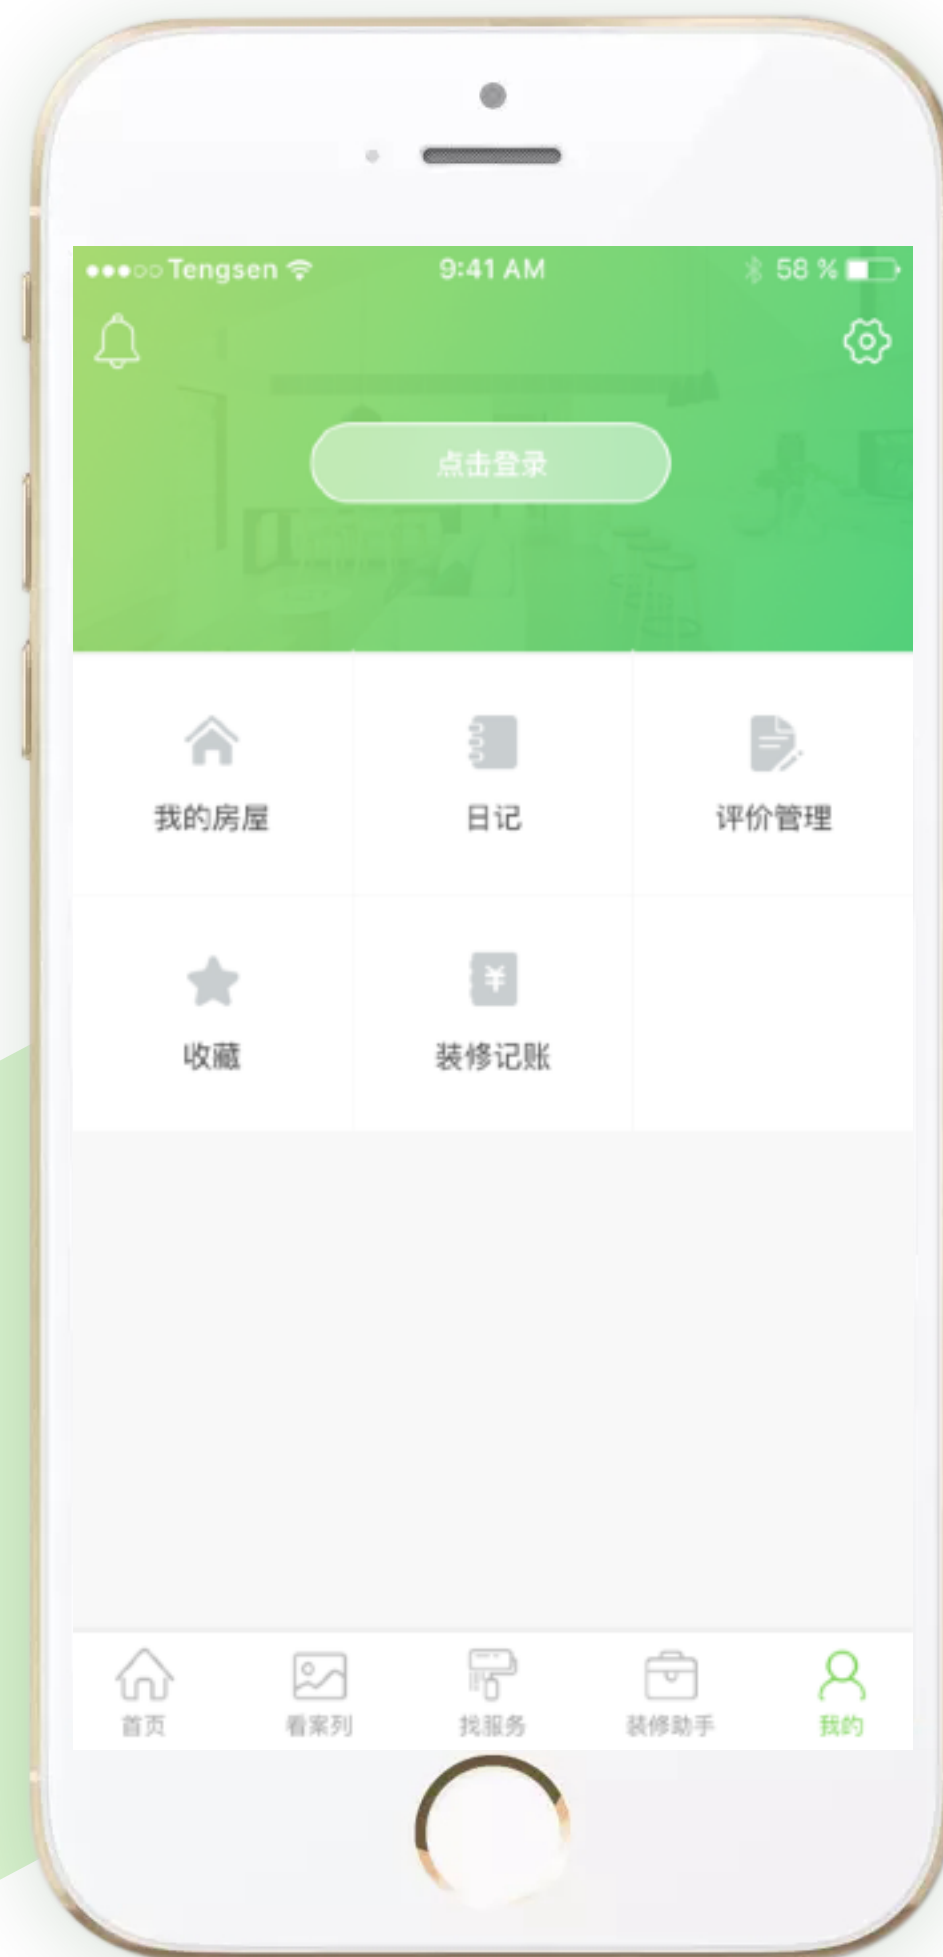 Tengsen 9:41 AM 58 %
点击登录
我的房屋 日记 评价管理
¥
收藏 装修记账
首页 看案列 找服务 装修助手 我的